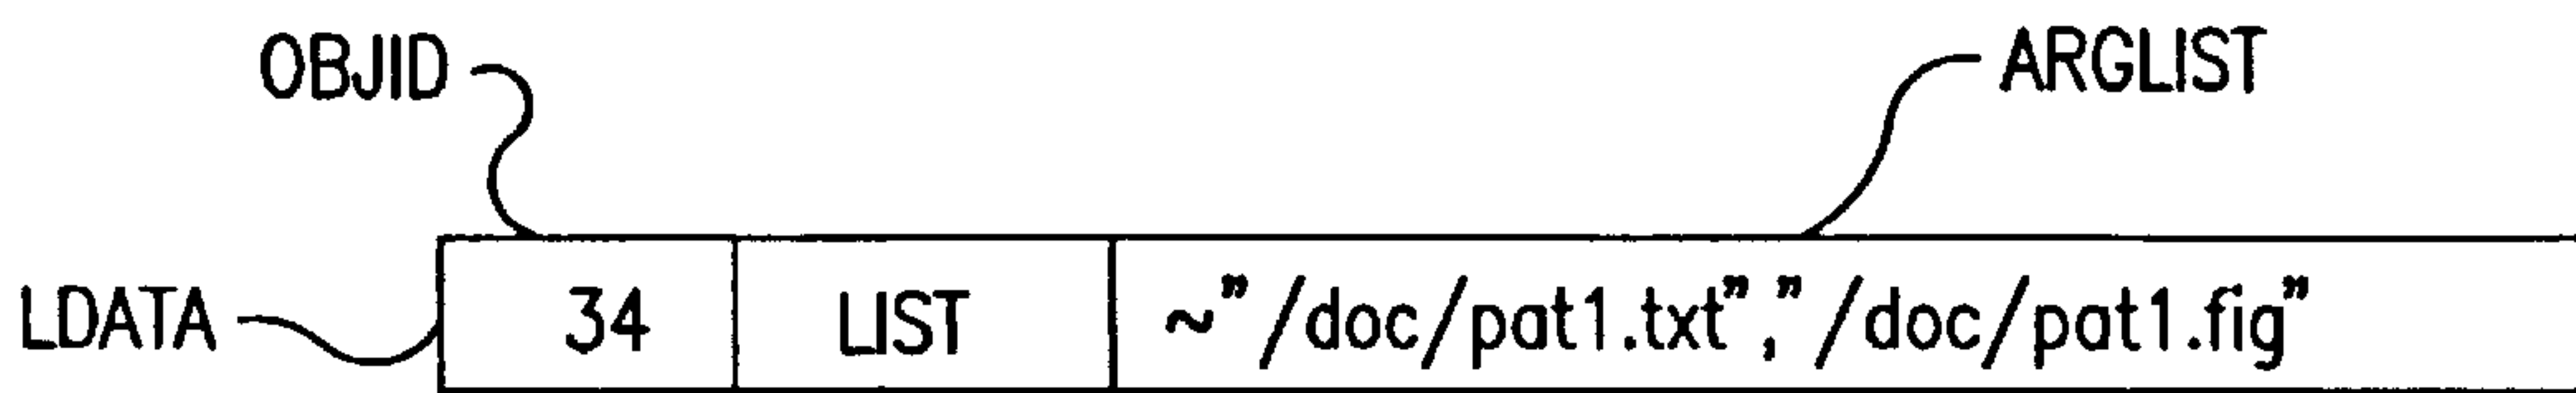 OBJID ARGLIST
LDATA 34 LIST ~"/doc/pat1.txt","/doc/pat1.fig"